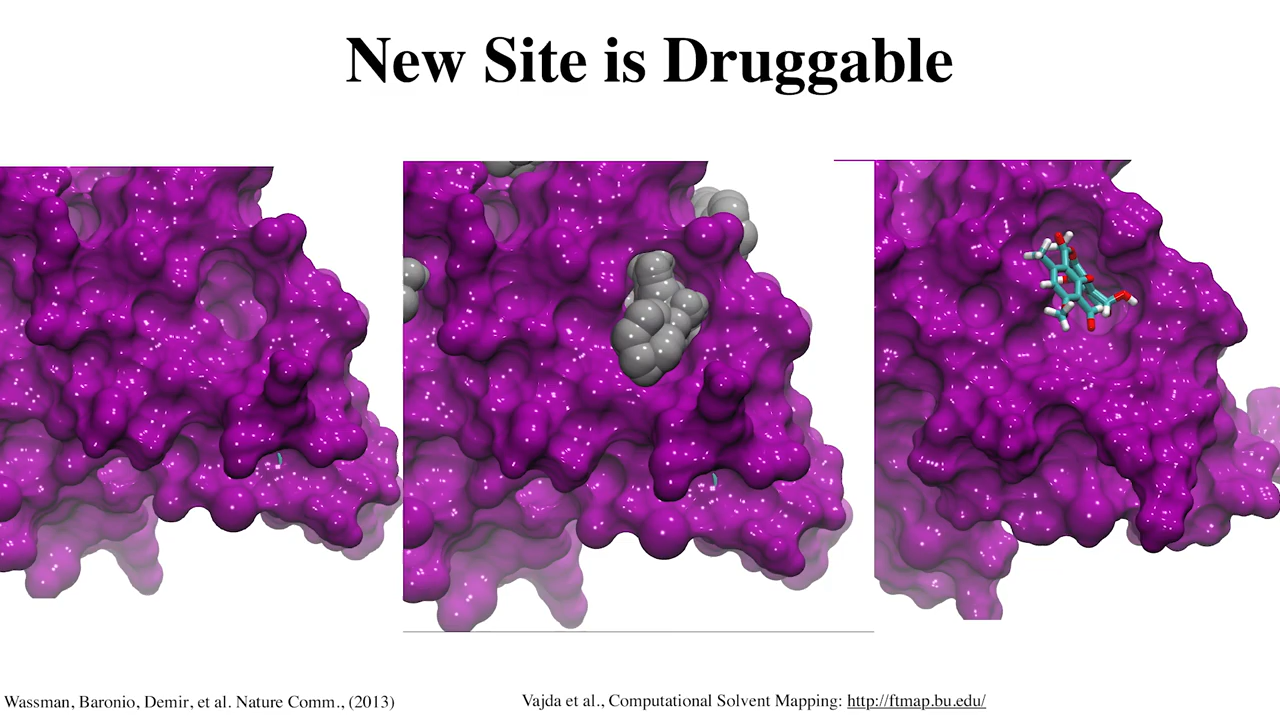 New Site is Druggable
Wassman, Baronio, Demir, et al. Nature Comm., (2013)
Vajda et al., Computational Solvent Mapping: http://ftmap.bu.edu/